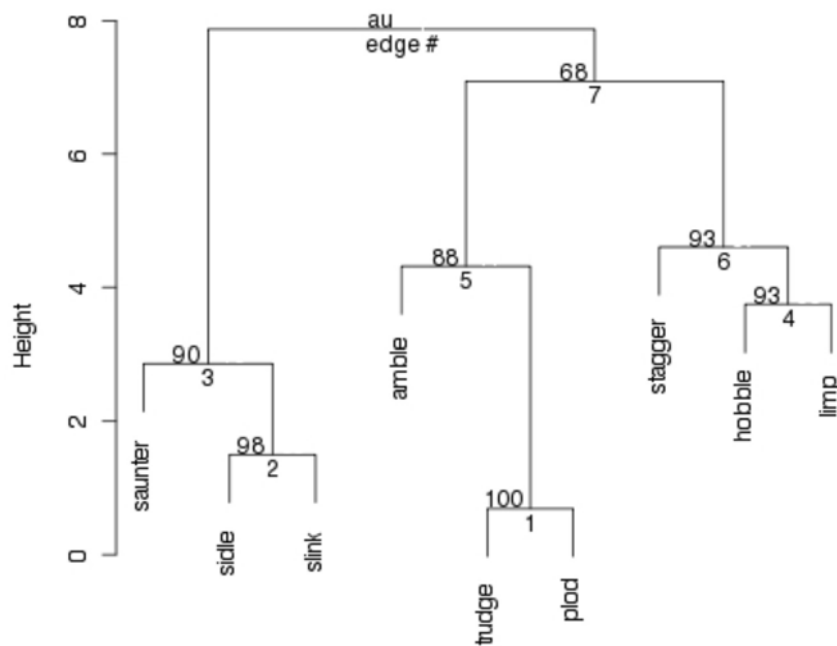 au
edge #
8
6
4
2
0
Height
68
7
93
6
88
5
93
4
90
3
98
2
100
1
saunter
sidle
slink
amble
trudge
plod
stagger
hobble
limp